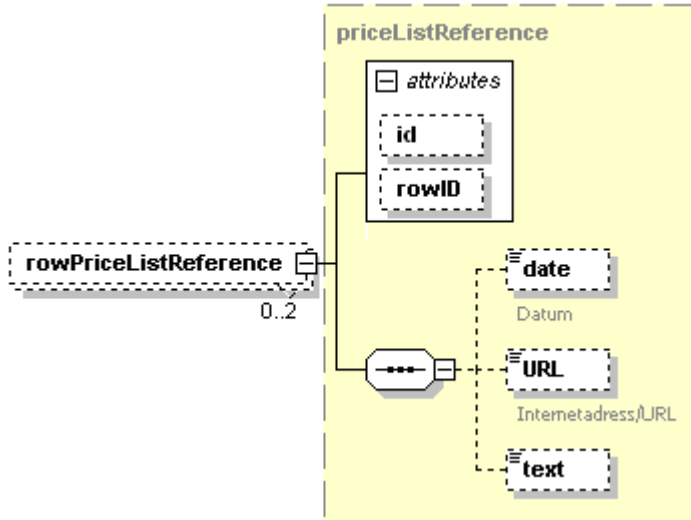 priceListReference
attributes
id
rowID
rowPriceListReference
0..2
date
Datum
URL
Internetadress/URL
text